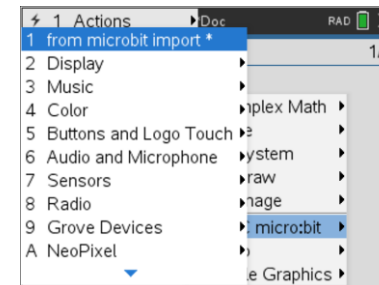 1 Actions
Doc
RAD
1/
1 from microbit import *
2 Display
3 Music
4 Color
5 Buttons and Logo Touch
6 Audio and Microphone
7 Sensors
8 Radio
9 Grove Devices
A NeoPixel
nplex Math
e
ystem
raw
nage
micro:bit
e Graphics